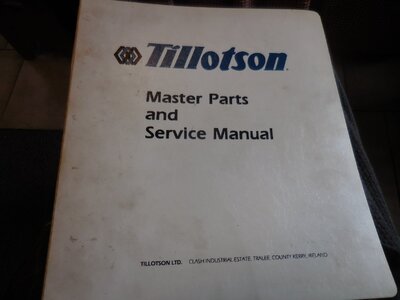 Tillotson
Master Parts
and
Service Manual
TILLOTSON LTD. CLASH INDUSTRIAL ESTATE, TRALEE, COUNTY KERRY, IRELAND